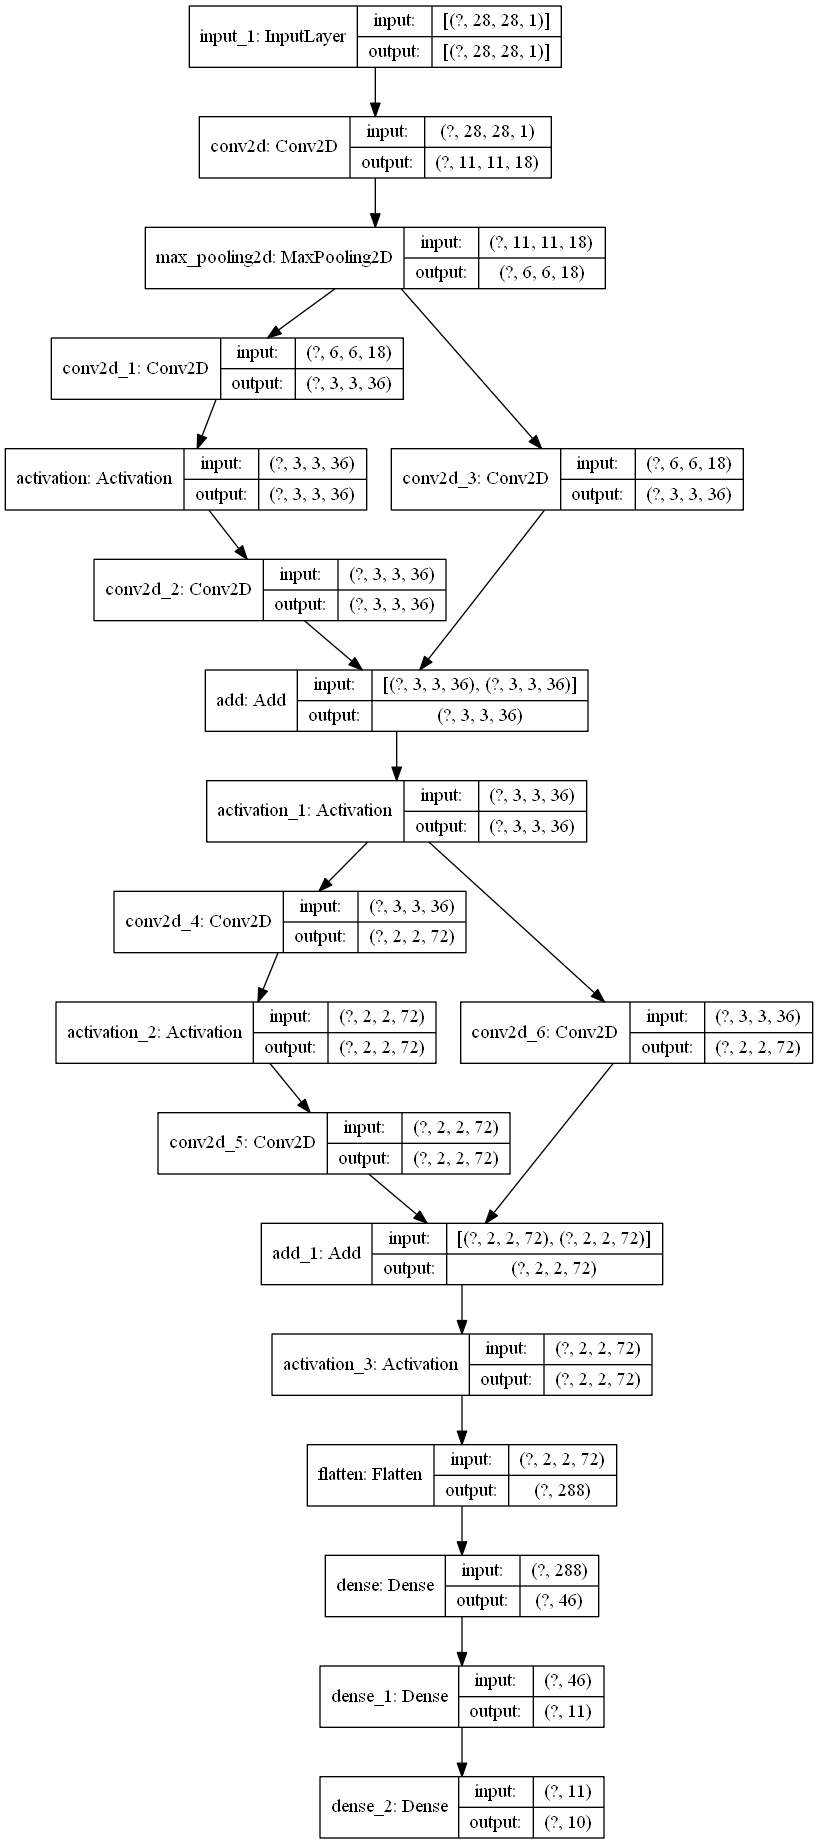 input_1: InputLayer
input: [(?, 28, 28, 1)]
output: [(?, 28, 28, 1)]
conv2d: Conv2D
input: (?, 28, 28, 1)
output: (?, 11, 11, 18)
max_pooling2d: MaxPooling2D
input: (?, 11, 11, 18)
output: (?, 6, 6, 18)
conv2d_1: Conv2D
input: (?, 6, 6, 18)
output: (?, 3, 3, 36)
activation: Activation
input: (?, 3, 3, 36)
output: (?, 3, 3, 36)
conv2d_3: Conv2D
input: (?, 6, 6, 18)
output: (?, 3, 3, 36)
conv2d_2: Conv2D
input: (?, 3, 3, 36)
output: (?, 3, 3, 36)
add: Add
input: [(?, 3, 3, 36), (?, 3, 3, 36)]
output: (?, 3, 3, 36)
activation_1: Activation
input: (?, 3, 3, 36)
output: (?, 3, 3, 36)
conv2d_4: Conv2D
input: (?, 3, 3, 36)
output: (?, 2, 2, 72)
activation_2: Activation
input: (?, 2, 2, 72)
output: (?, 2, 2, 72)
conv2d_6: Conv2D
input: (?, 3, 3, 36)
output: (?, 2, 2, 72)
conv2d_5: Conv2D
input: (?, 2, 2, 72)
output: (?, 2, 2, 72)
add_1: Add
input: [(?, 2, 2, 72), (?, 2, 2, 72)]
output: (?, 2, 2, 72)
activation_3: Activation
input: (?, 2, 2, 72)
output: (?, 2, 2, 72)
flatten: Flatten
input: (?, 2, 2, 72)
output: (?, 288)
dense: Dense
input: (?, 288)
output: (?, 46)
dense_1: Dense
input: (?, 46)
output: (?, 11)
dense_2: Dense
input: (?, 11)
output: (?, 10)